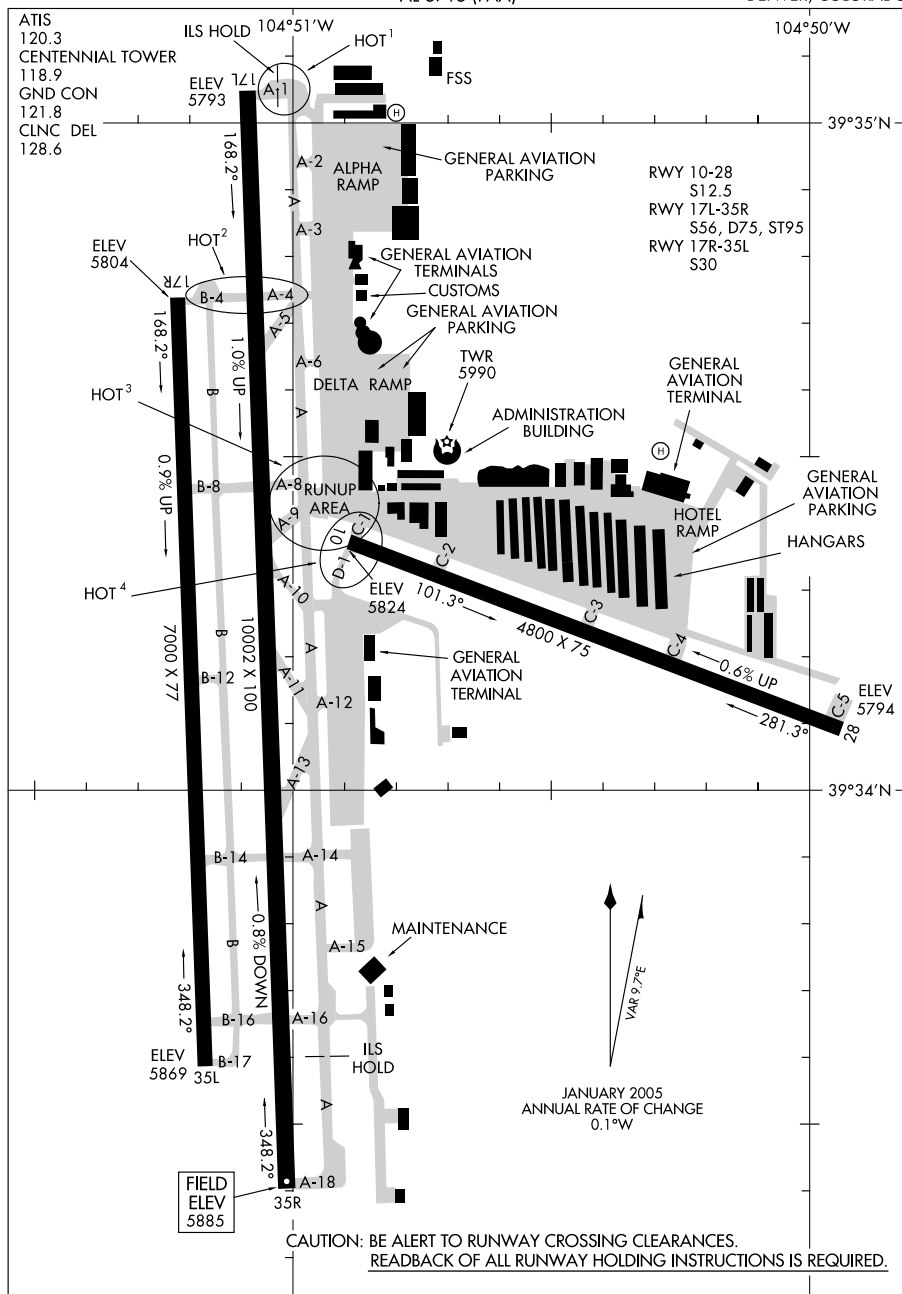 AL-5715 (FAA)
DENVER, COLORADO
104°51'W
104°50'W
ATIS
120.3
CENTENNIAL TOWER
118.9
GND CON
121.8
CLNC DEL
128.6
ILS HOLD
HOT¹
FSS
ELEV
5793
17L
A-1
H
39°35'N
168.2°
A-2
ALPHA
RAMP
GENERAL AVIATION
PARKING
RWY 10-28
S12.5
RWY 17L-35R
S56, D75, ST95
RWY 17R-35L
S30
A
A-3
HOT²
ELEV
5804
17R
GENERAL AVIATION
TERMINALS
CUSTOMS
B-4
A-4
A-5
GENERAL AVIATION
PARKING
168.2°
1.0% UP
A-6
TWR
5990
GENERAL
AVIATION
TERMINAL
DELTA RAMP
HOT³
B
A
ADMINISTRATION
BUILDING
H
0.9% UP
B-8
A-8
RUNUP
AREA
A-9
C-1
10
D-1
C-2
HOTEL
RAMP
GENERAL
AVIATION
PARKING
HANGARS
HOT⁴
ELEV
5824
A-10
101.3°
4800 X 75
C-3
C-4
0.6% UP
281.3°
C-5
28
ELEV
5794
7000 X 77
10002 X 100
B
A
GENERAL
AVIATION
TERMINAL
B-12
A-11
A-12
A-13
39°34'N
B-14
A-14
0.8% DOWN
A
B
A-15
MAINTENANCE
VAR 9.7°E
348.2°
B-16
A-16
ELEV
5869
35L
B-17
ILS
HOLD
JANUARY 2005
ANNUAL RATE OF CHANGE
0.1°W
A
348.2°
FIELD
ELEV
5885
A-18
35R
CAUTION: BE ALERT TO RUNWAY CROSSING CLEARANCES.
READBACK OF ALL RUNWAY HOLDING INSTRUCTIONS IS REQUIRED.